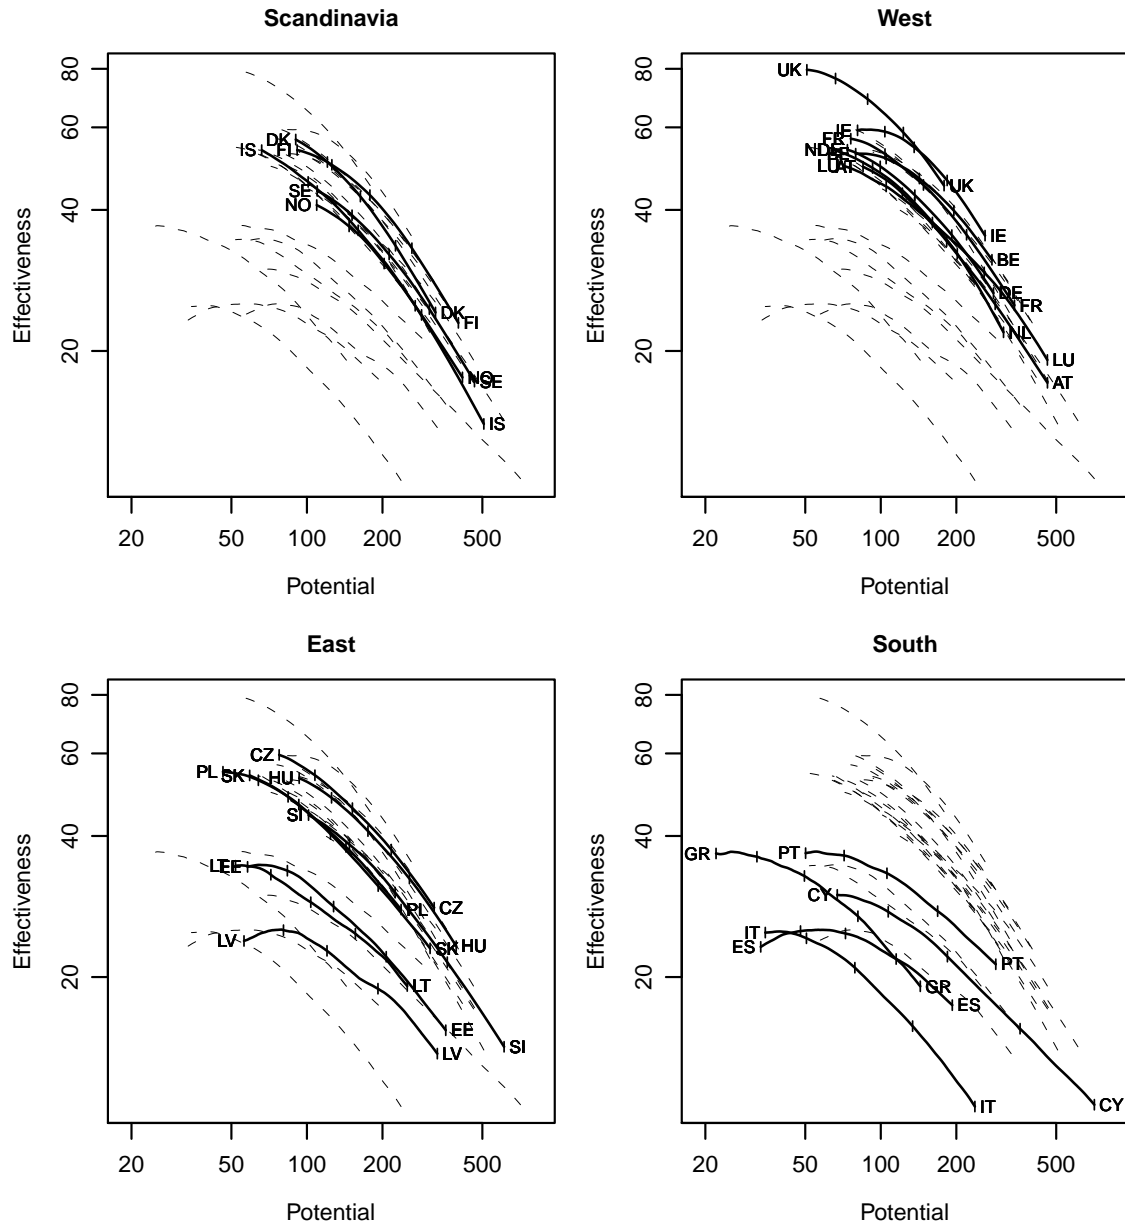 Scandinavia
80
60
40
20
Effectiveness
DK
IS
FI
SE
NO
DK
FI
NO
SE
IS
20 50 100 200 500
Potential
West
80
60
40
20
Effectiveness
UK
IE
FR
DE
LU
AT
UK
IE
BE
DE
FR
NL
LU
AT
20 50 100 200 500
Potential
East
80
60
40
20
Effectiveness
CZ
PL
SK
HU
SI
LT
EE
LV
CZ
PL
HU
SK
LT
EE
SI
LV
20 50 100 200 500
Potential
South
80
60
40
20
Effectiveness
GR
PT
CY
IT
ES
PT
GR
ES
IT
CY
20 50 100 200 500
Potential